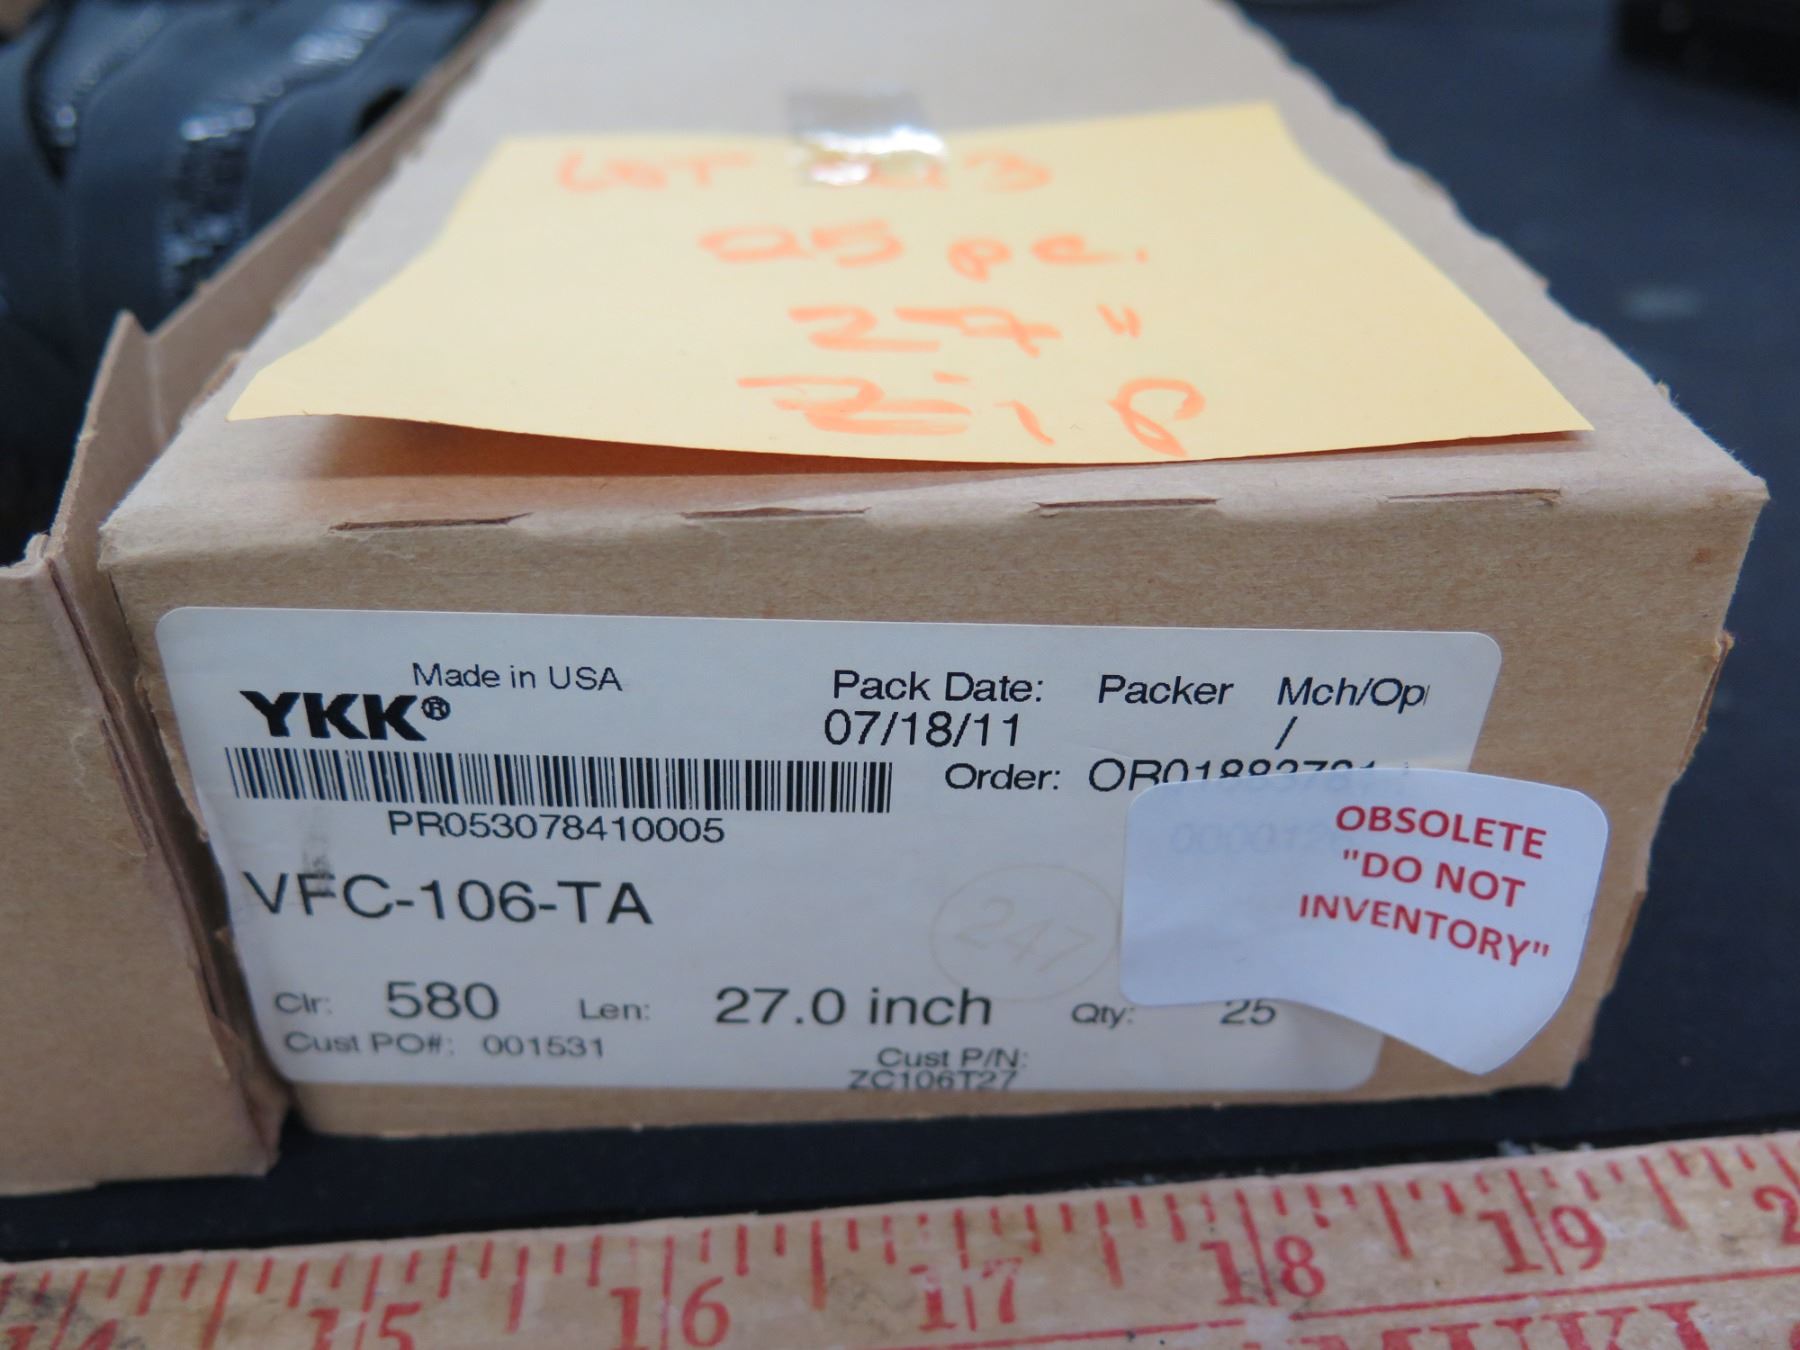 LOT
25 pc.
27"
Zip
Made in USA
YKK®
Pack Date: Packer Mch/Op
07/18/11 /
Order:
PR053078410005
VFC-106-TA
247
Clr: 580 Len: 27.0 inch Qty: 25
Cust PO#: 001531
Cust P/N:
ZC106T27
OBSOLETE
"DO NOT
INVENTORY"
14 15 16 17 18 19